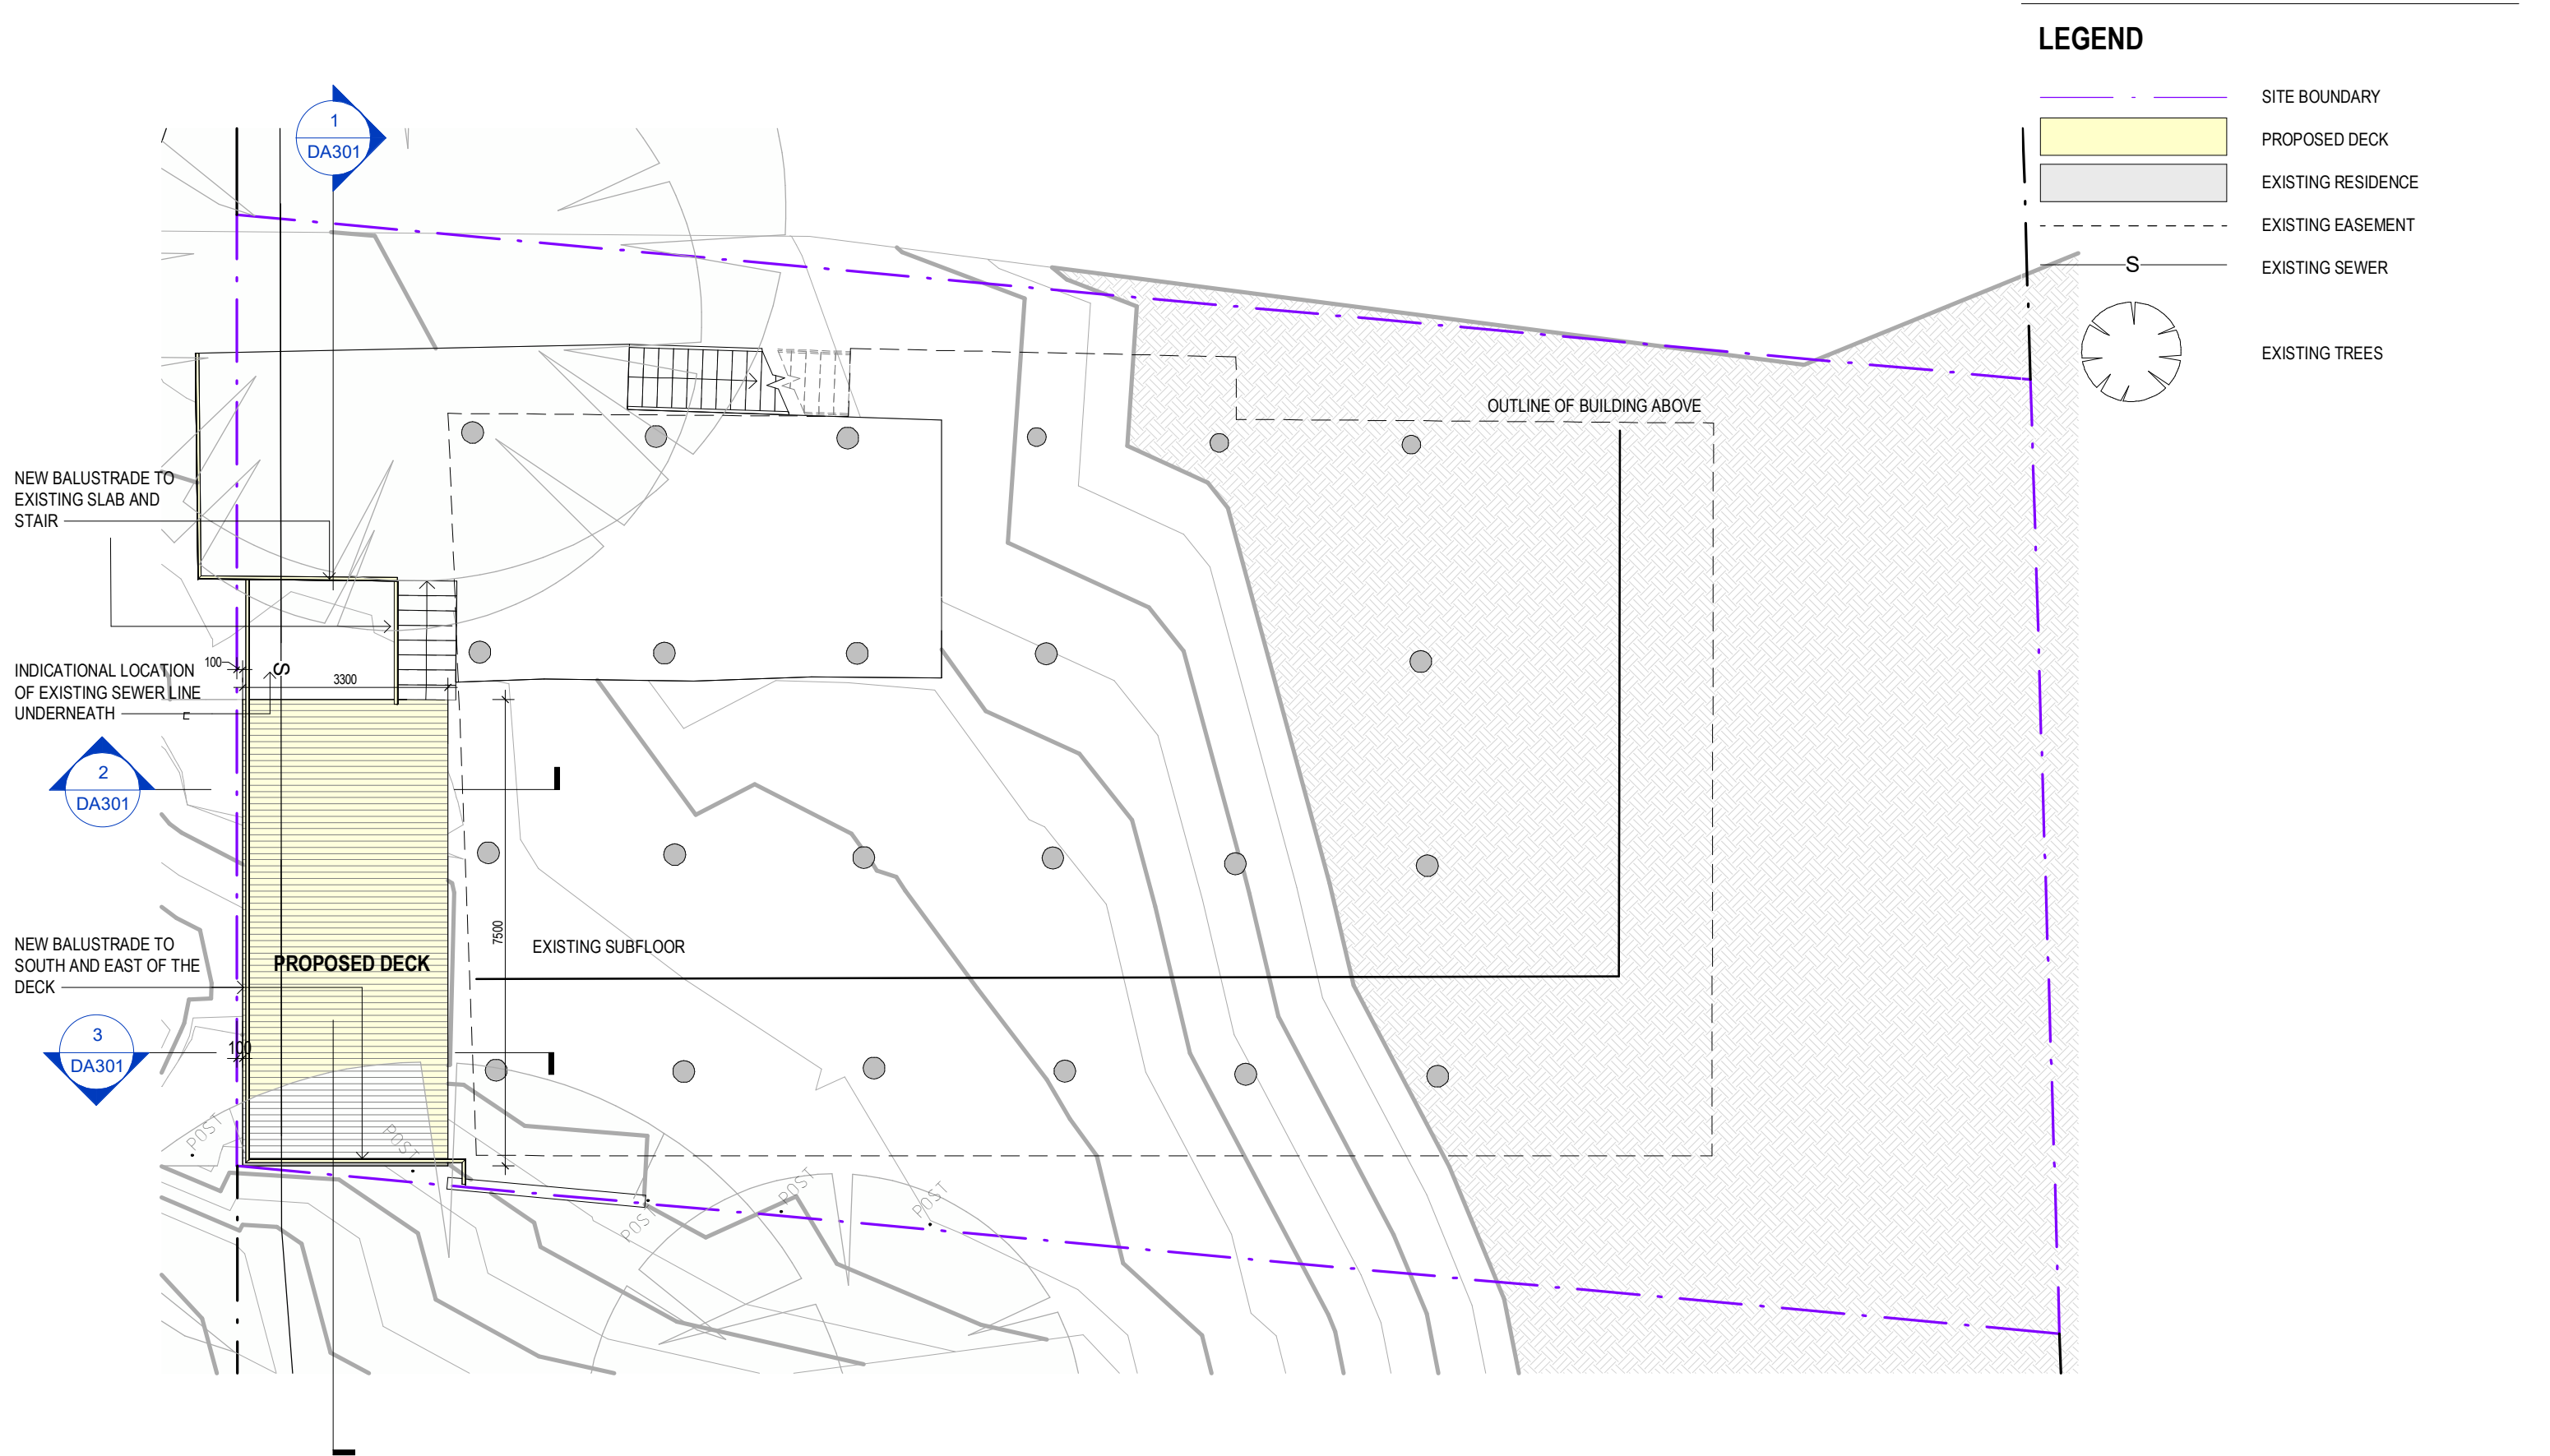 LEGEND
SITE BOUNDARY
PROPOSED DECK
EXISTING RESIDENCE
EXISTING EASEMENT
S
EXISTING SEWER
EXISTING TREES
1
DA301
OUTLINE OF BUILDING ABOVE
NEW BALUSTRADE TO
EXISTING SLAB AND
STAIR
INDICATIONAL LOCATION
OF EXISTING SEWER LINE
UNDERNEATH
100
S
3300
2
DA301
7500
EXISTING SUBFLOOR
NEW BALUSTRADE TO
SOUTH AND EAST OF THE
DECK
PROPOSED DECK
3
DA301
100
POST
POST
POST
POST
POST